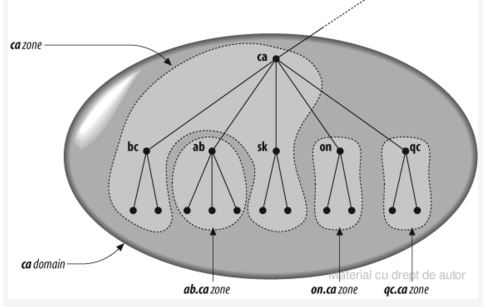 ca zone
ca
bc
ab
sk
on
qc
ca domain
Material cu drept de autor
ab.ca zone
on.ca zone
qc.ca zone